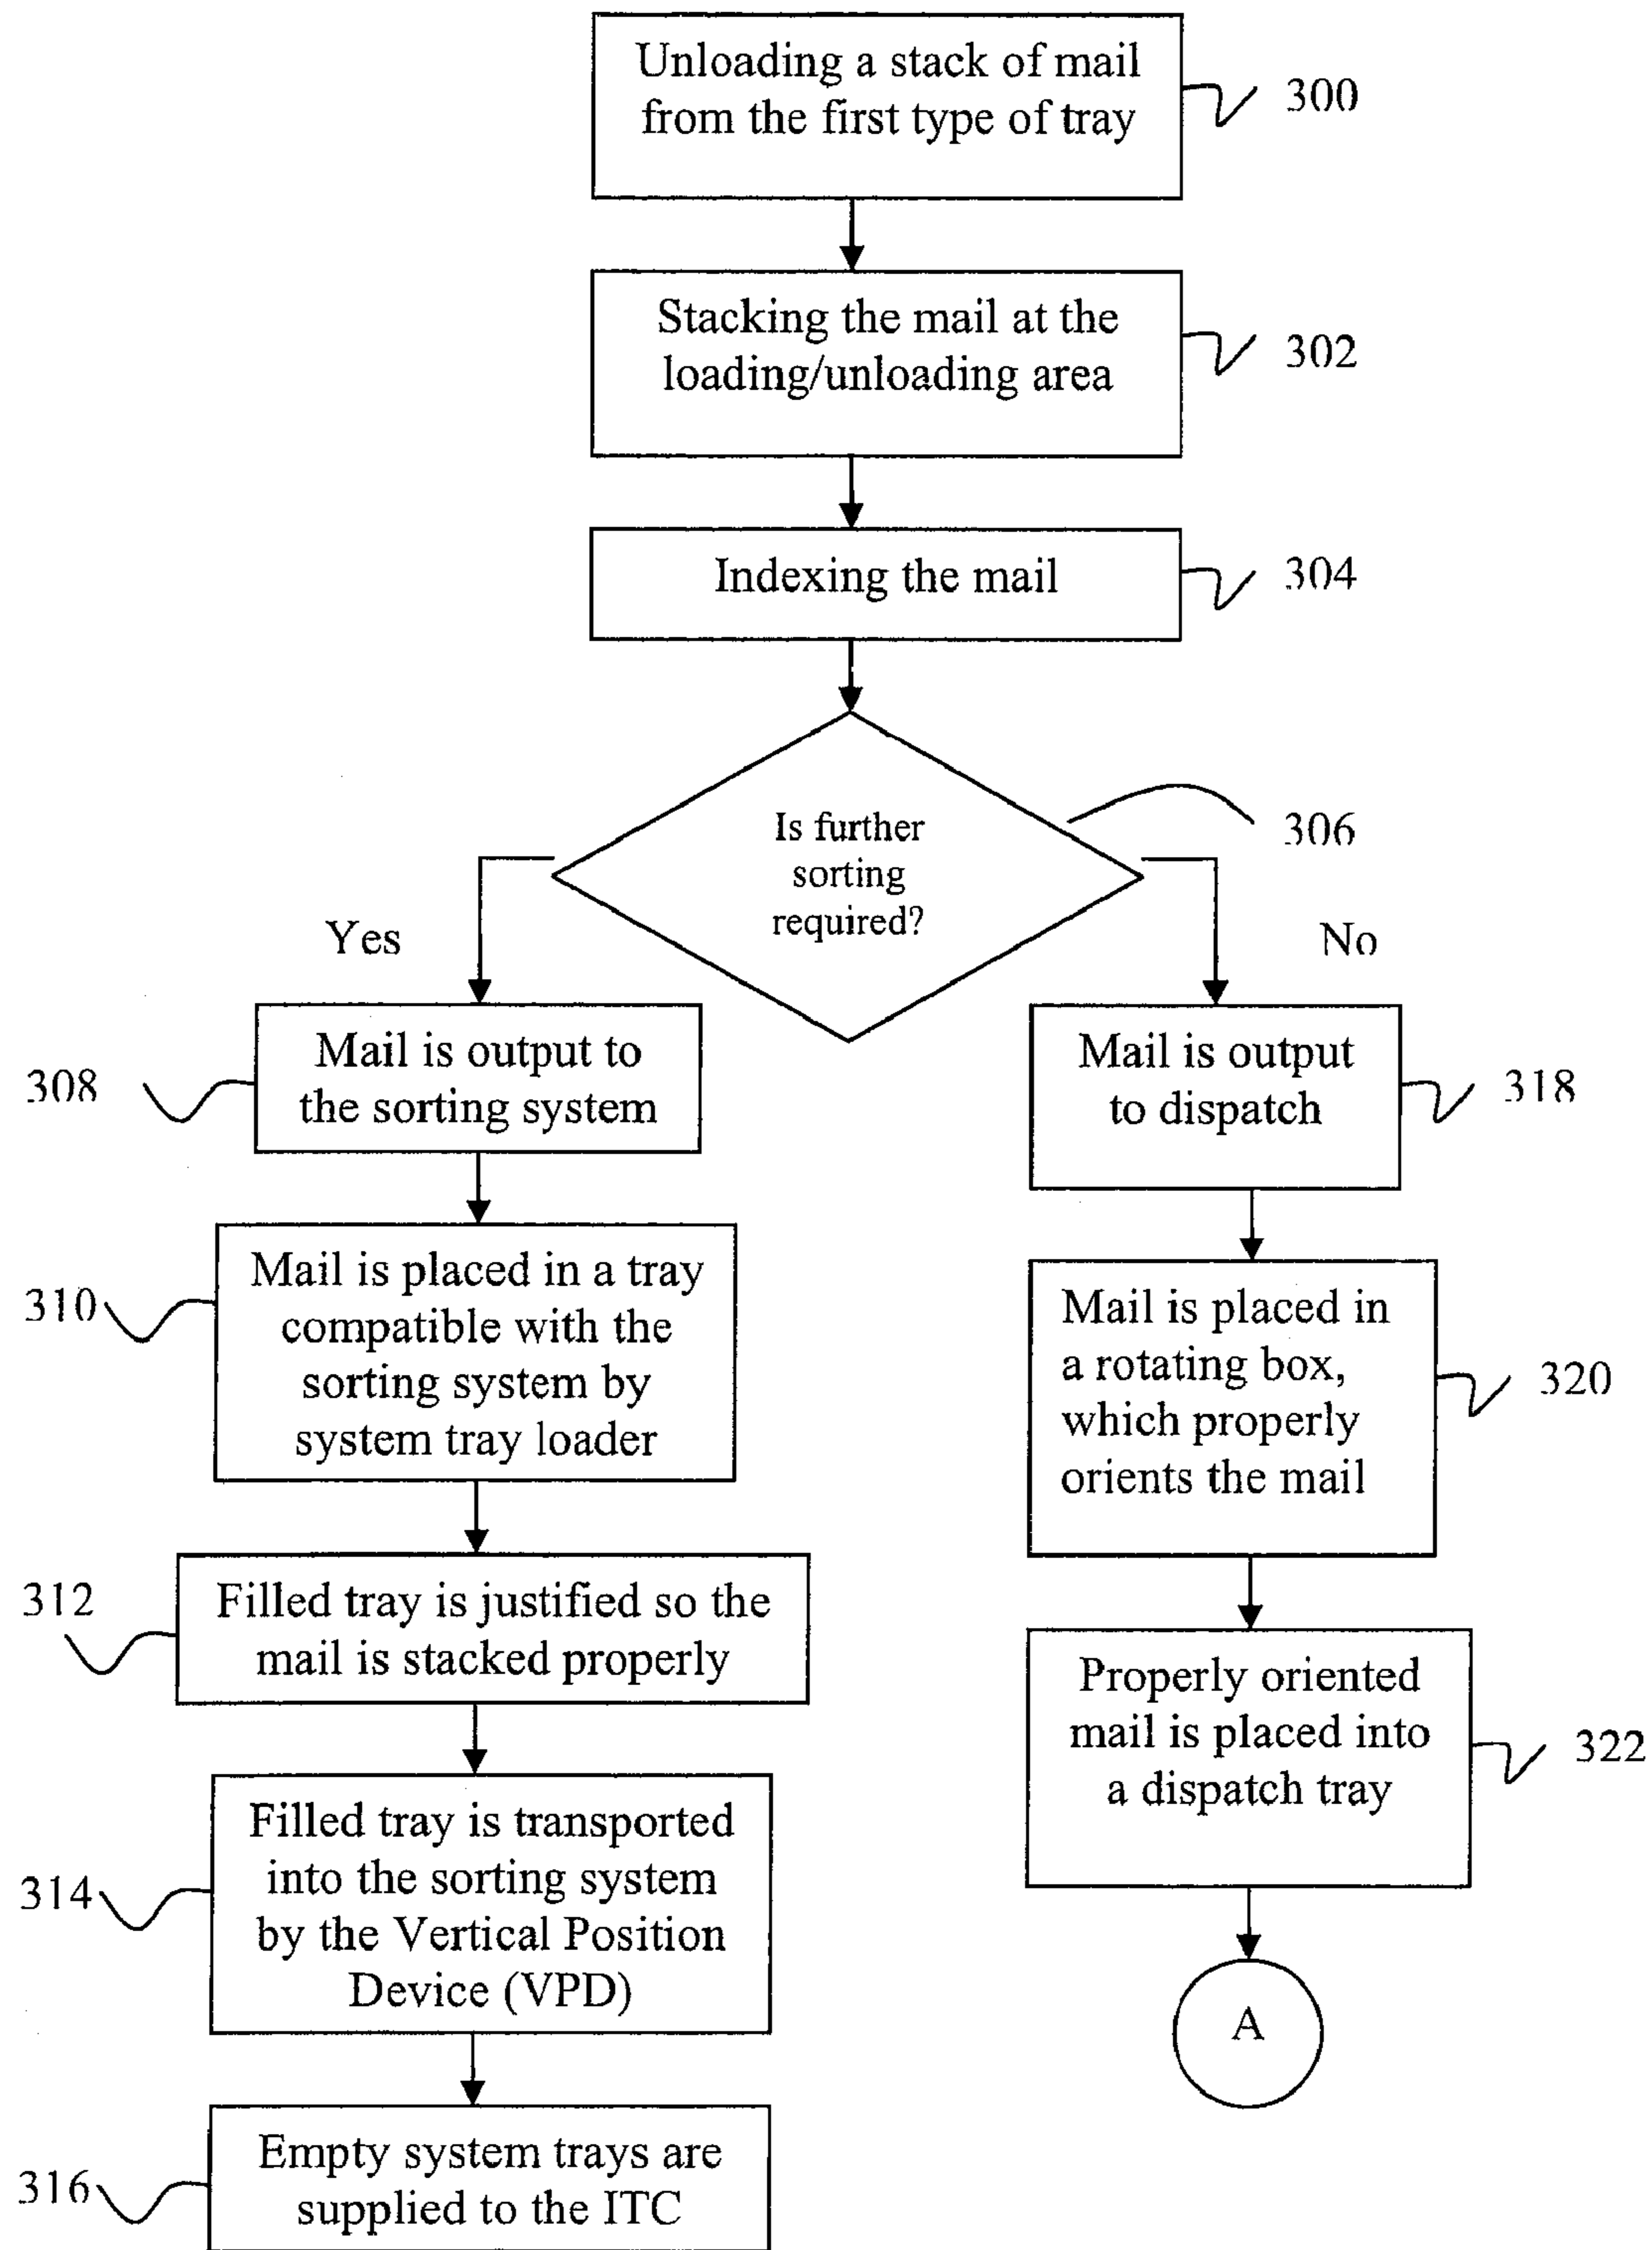 Unloading a stack of mail
from the first type of tray
300
Stacking the mail at the
loading/unloading area
302
Indexing the mail
304
Is further
sorting
required?
306
Yes
No
Mail is output to
the sorting system
308
Mail is placed in a tray
compatible with the
sorting system by
system tray loader
310
Filled tray is justified so the
mail is stacked properly
312
Filled tray is transported
into the sorting system
by the Vertical Position
Device (VPD)
314
Empty system trays are
supplied to the ITC
316
Mail is output
to dispatch
318
Mail is placed in
a rotating box,
which properly
orients the mail
320
Properly oriented
mail is placed into
a dispatch tray
322
A